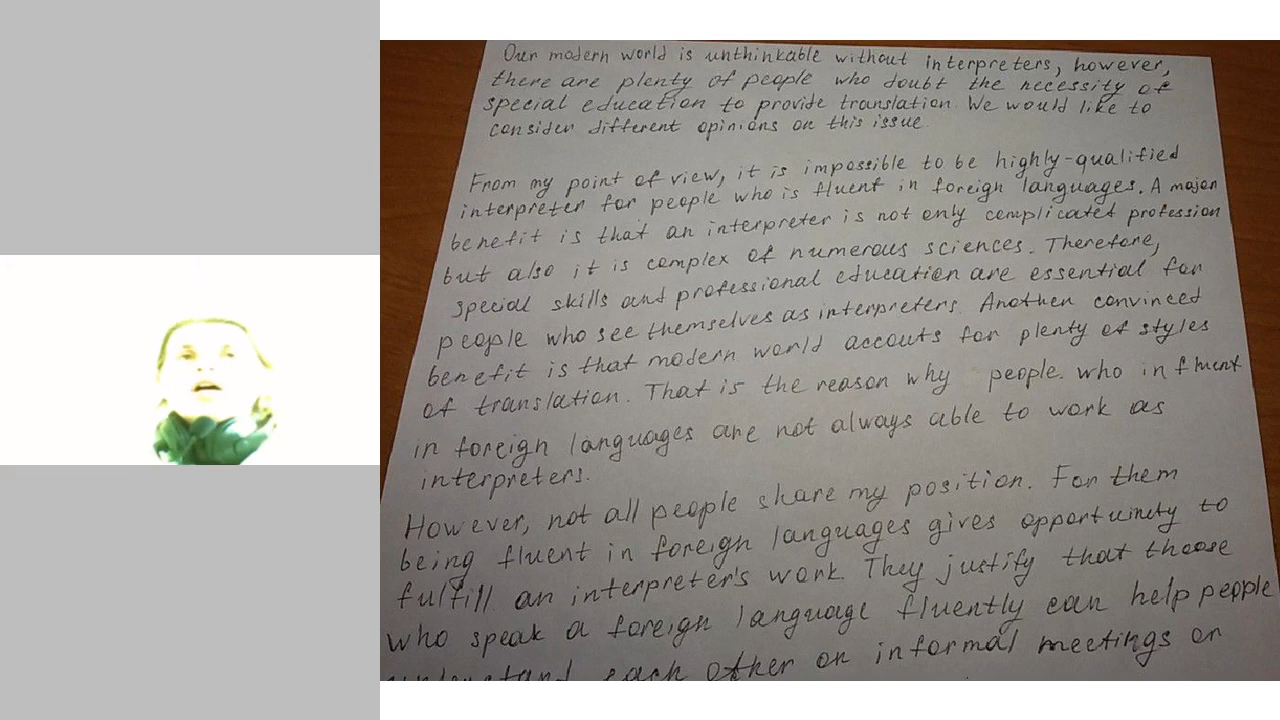 Our modern world is unthinkable without interpreters, however,
there are plenty of people who doubt the necessity of
special education to provide translation. We would like to
consider different opinions on this issue.
From my point of view, it is impossible to be highly-qualified
interpreter for people who is fluent in foreign languages. A major
benefit is that an interpreter is not only complicated profession
but also it is complex of numerous sciences. Therefore,
special skills and professional education are essential for
people who see themselves as interpreters. Another convinced
benefit is that modern world accouts for plenty of styles
of translation. That is the reason why people who in fluent
in foreign languages are not always able to work as
interpreters.
However, not all people share my position. For them
being fluent in foreign languages gives opportuinety to
fulfill an interpreter's work. They justify that thoose
who speak a foreign language fluently can help people
understand each other on informal meetings or